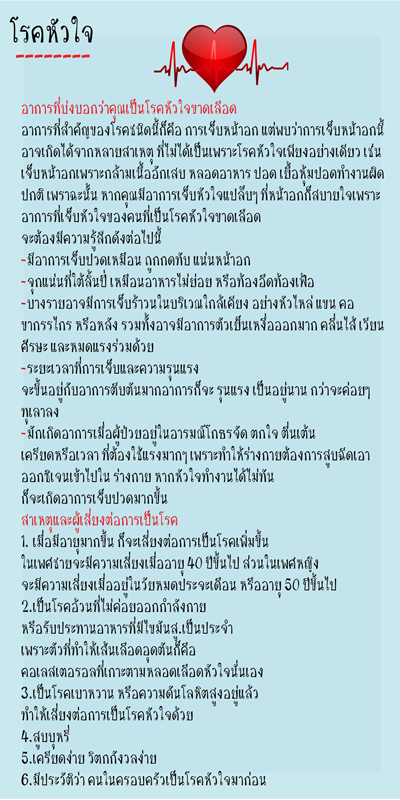 โรคหัวใจ
อาการที่บ่งบอกว่าคุณเป็นโรคหัวใจขาดเลือด
อาการที่สำคัญของโรคชนิดนี้ก็คือ การเจ็บหน้าอก แต่พบว่าการเจ็บหน้าอกนี้
อาจเกิดได้จากหลายสาเหตุ ที่ไม่ได้เป็นเพราะโรคหัวใจเพียงอย่างเดียว เช่น
เจ็บหน้าอกเพราะกล้ามเนื้ออักเสบ หลอดอาหาร ปอด เยื่อหุ้มปอดทำงานผิด
ปกติ เพราะฉะนั้น หากคุณมีอาการเจ็บหัวใจแปล็บๆ ที่หน้าอกก็สบายใจเพราะ
อาการที่เจ็บหัวใจของคนที่เป็นโรคหัวใจขาดเลือด
จะต้องมีความรู้สึกดังต่อไปนี้
-มีอาการเจ็บปวดเหมือน ถูกกดทับ แน่นหน้าอก
-จุกแน่นที่ใต้ลิ้นปี่ เหมือนอาหารไม่ย่อย หรือท้องอืดท้องเฟ้อ
-บางรายอาจมีการเจ็บร้าวในบริเวณใกล้เคียง อย่างหัวไหล่ แขน คอ
ขากรรไกร หรือหลัง รวมทั้งอาจมีอาการตัวเย็นเหงื่อออกมาก คลื่นไส้ เวียน
ศีรษะ และหมดแรงร่วมด้วย
-ระยะเวลาที่การเจ็บและความรุนแรง
จะขึ้นอยู่กับอาการตีบตันมากอาการก็จะ รุนแรง เป็นอยู่นาน กว่าจะค่อยๆ
ทุเลาลง
-มักเกิดอาการเมื่อผู้ป่วยอยู่ในอารมณ์โกรธจัด ตกใจ ตื่นเต้น
เครียดหรือเวลา ที่ต้องใช้แรงมากๆ เพราะทำให้ร่างกายต้องการสูบฉีดเอา
ออกซิเจนเข้าไปใน ร่างกาย หากหัวใจทำงานได้ไม่ทัน
ก็จะเกิดอาการเจ็บปวดมากขึ้น
สาเหตุและผู้เสี่ยงต่อการเป็นโรค
1. เมื่อมีอายุมากขึ้น ก็จะเสี่ยงต่อการเป็นโรคเพิ่มขึ้น
ในเพศชายจะมีความเสี่ยงเมื่ออายุ 40 ปีขึ้นไป ส่วนในเพศหญิง
จะมีความเสี่ยงเมื่ออยู่ในวัยหมดประจะเดือน หรืออายุ 50 ปีขึ้นไป
2.เป็นโรคอ้วนที่ไม่ค่อยออกกำลังกาย
หรือรับประทานอาหารที่มีไขมันสู.เป็นประจำ
เพราะตัวที่ทำให้เส้นเลือดอุดตันก็คือ
คอเลสเตอรอลที่เกาะตามหลอดเลือดหัวใจนั่นเอง
3.เป็นโรคเบาหวาน หรือความดันโลหิตสูงอยู่แล้ว
ทำให้เสี่ยงต่อการเป็นโรคหัวใจด้วย
4.สูบบุหรี่
5.เครียดง่าย วิตกกังวลง่าย
6.มีประวัติว่า คนในครอบครัวเป็นโรคหัวใจมาก่อน